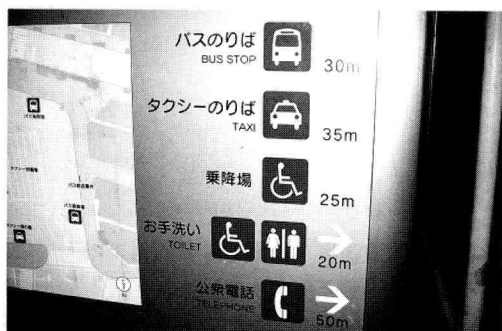 バスのりば
BUS STOP
30m
タクシーのりば
TAXI
35m
乗降場
25m
お手洗い
TOILET
20m
公衆電話
TELEPHONE
50m